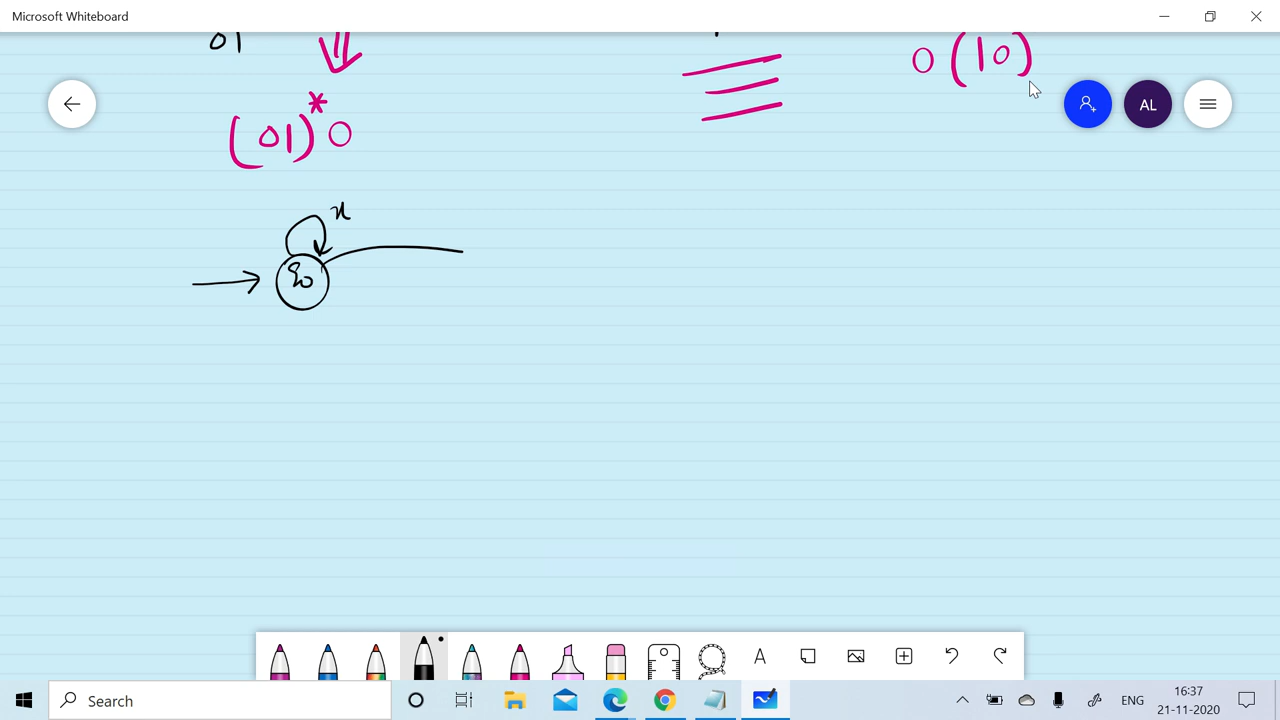 Microsoft Whiteboard
01
0 (10)
AL
(01)* 0
x
q0
A
Search
ENG
16:37
21-11-2020